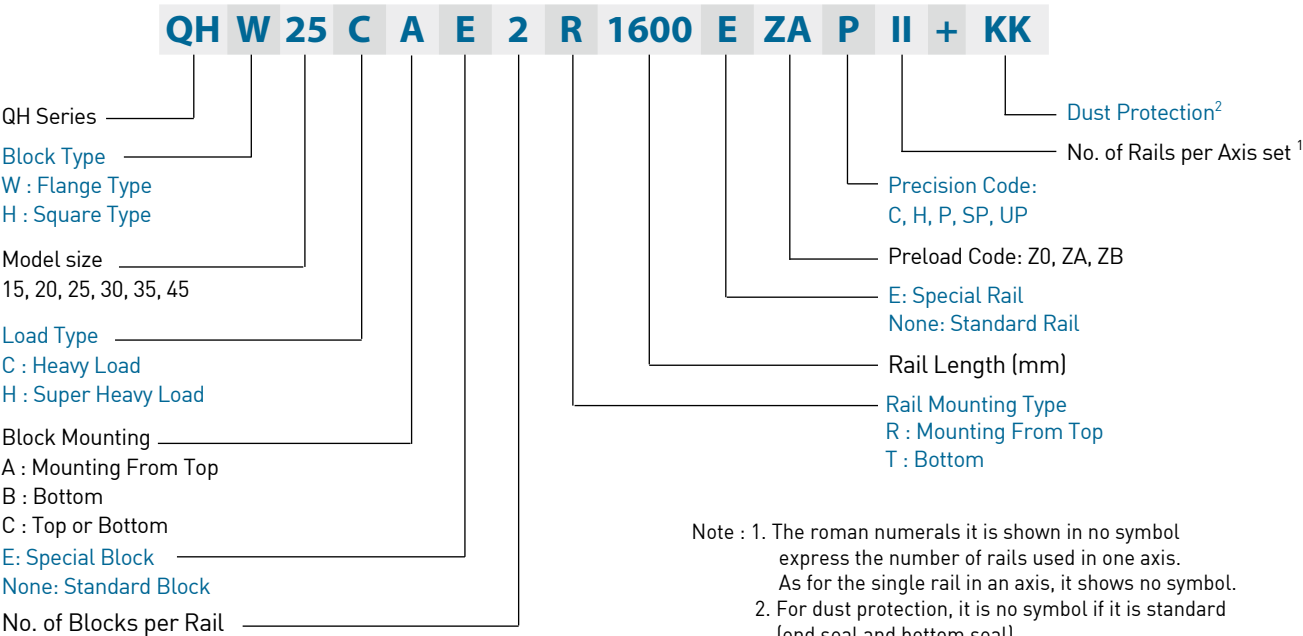 QH W 25 C A E 2 R 1600 E ZA P II + KK
QH Series
Block Type
W : Flange Type
H : Square Type
Model size
15, 20, 25, 30, 35, 45
Load Type
C : Heavy Load
H : Super Heavy Load
Block Mounting
A : Mounting From Top
B : Bottom
C : Top or Bottom
E: Special Block
None: Standard Block
No. of Blocks per Rail
Dust Protection2
No. of Rails per Axis set 1
Precision Code:
C, H, P, SP, UP
Preload Code: Z0, ZA, ZB
E: Special Rail
None: Standard Rail
Rail Length (mm)
Rail Mounting Type
R : Mounting From Top
T : Bottom
Note : 1. The roman numerals it is shown in no symbol
express the number of rails used in one axis.
As for the single rail in an axis, it shows no symbol.
2. For dust protection, it is no symbol if it is standard
(end seal and bottom seal)